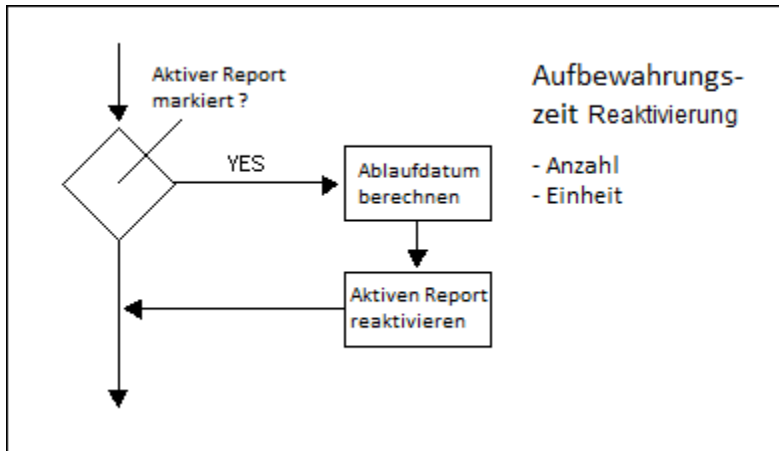 Aktiver Report
markiert ?
YES
Ablaufdatum
berechnen
Aktiven Report
reaktivieren
Aufbewahrungs-
zeit Reaktivierung
- Anzahl
- Einheit